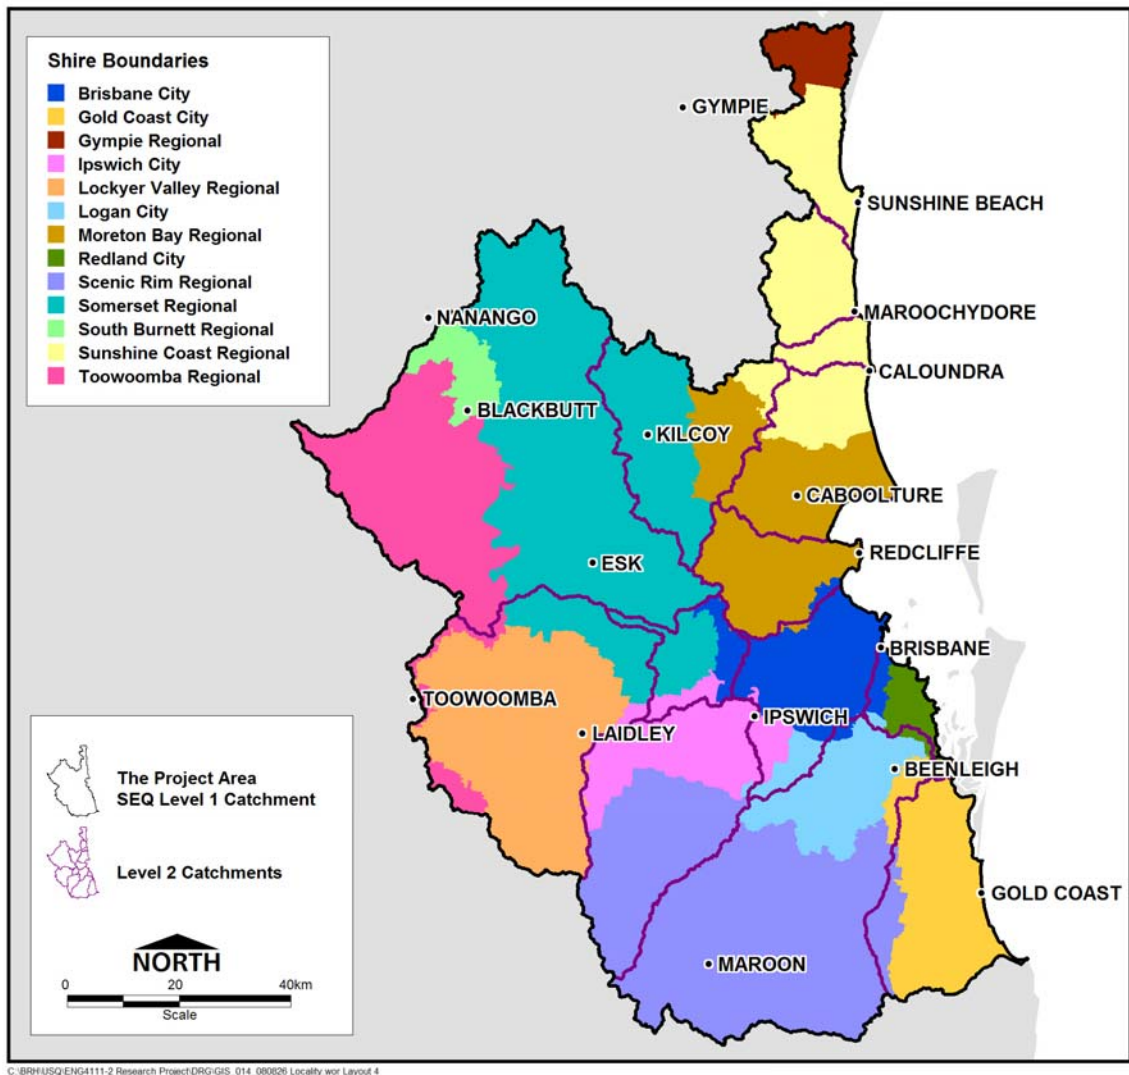 Shire Boundaries
Brisbane City
Gold Coast City
Gympie Regional
Ipswich City
Lockyer Valley Regional
Logan City
Moreton Bay Regional
Redland City
Scenic Rim Regional
Somerset Regional
South Burnett Regional
Sunshine Coast Regional
Toowoomba Regional
GYMPIE
SUNSHINE BEACH
NANANGO
MAROOCHYDORE
CALOUNDRA
BLACKBUTT
KILCOY
CABOOLTURE
REDCLIFFE
ESK
BRISBANE
TOOWOOMBA
IPSWICH
LAIDLEY
BEENLEIGH
GOLD COAST
MAROON
The Project Area
SEQ Level 1 Catchment
Level 2 Catchments
NORTH
0 20 40km
Scale
C:\BRH\USQ\ENG4111-2 Research Project\DRG\GIS_014_080826 Locality.wor Layout 4